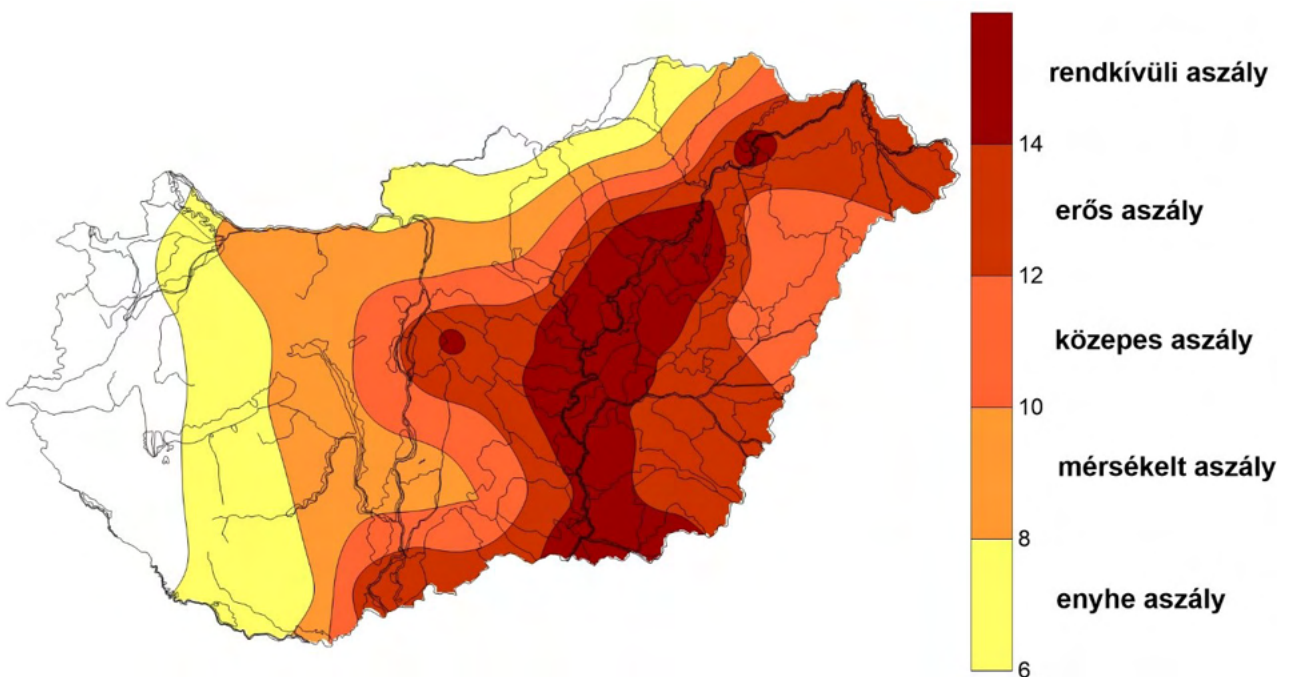 rendkívüli aszály
14
erős aszály
12
közepes aszály
10
mérsékelt aszály
8
enyhe aszály
6